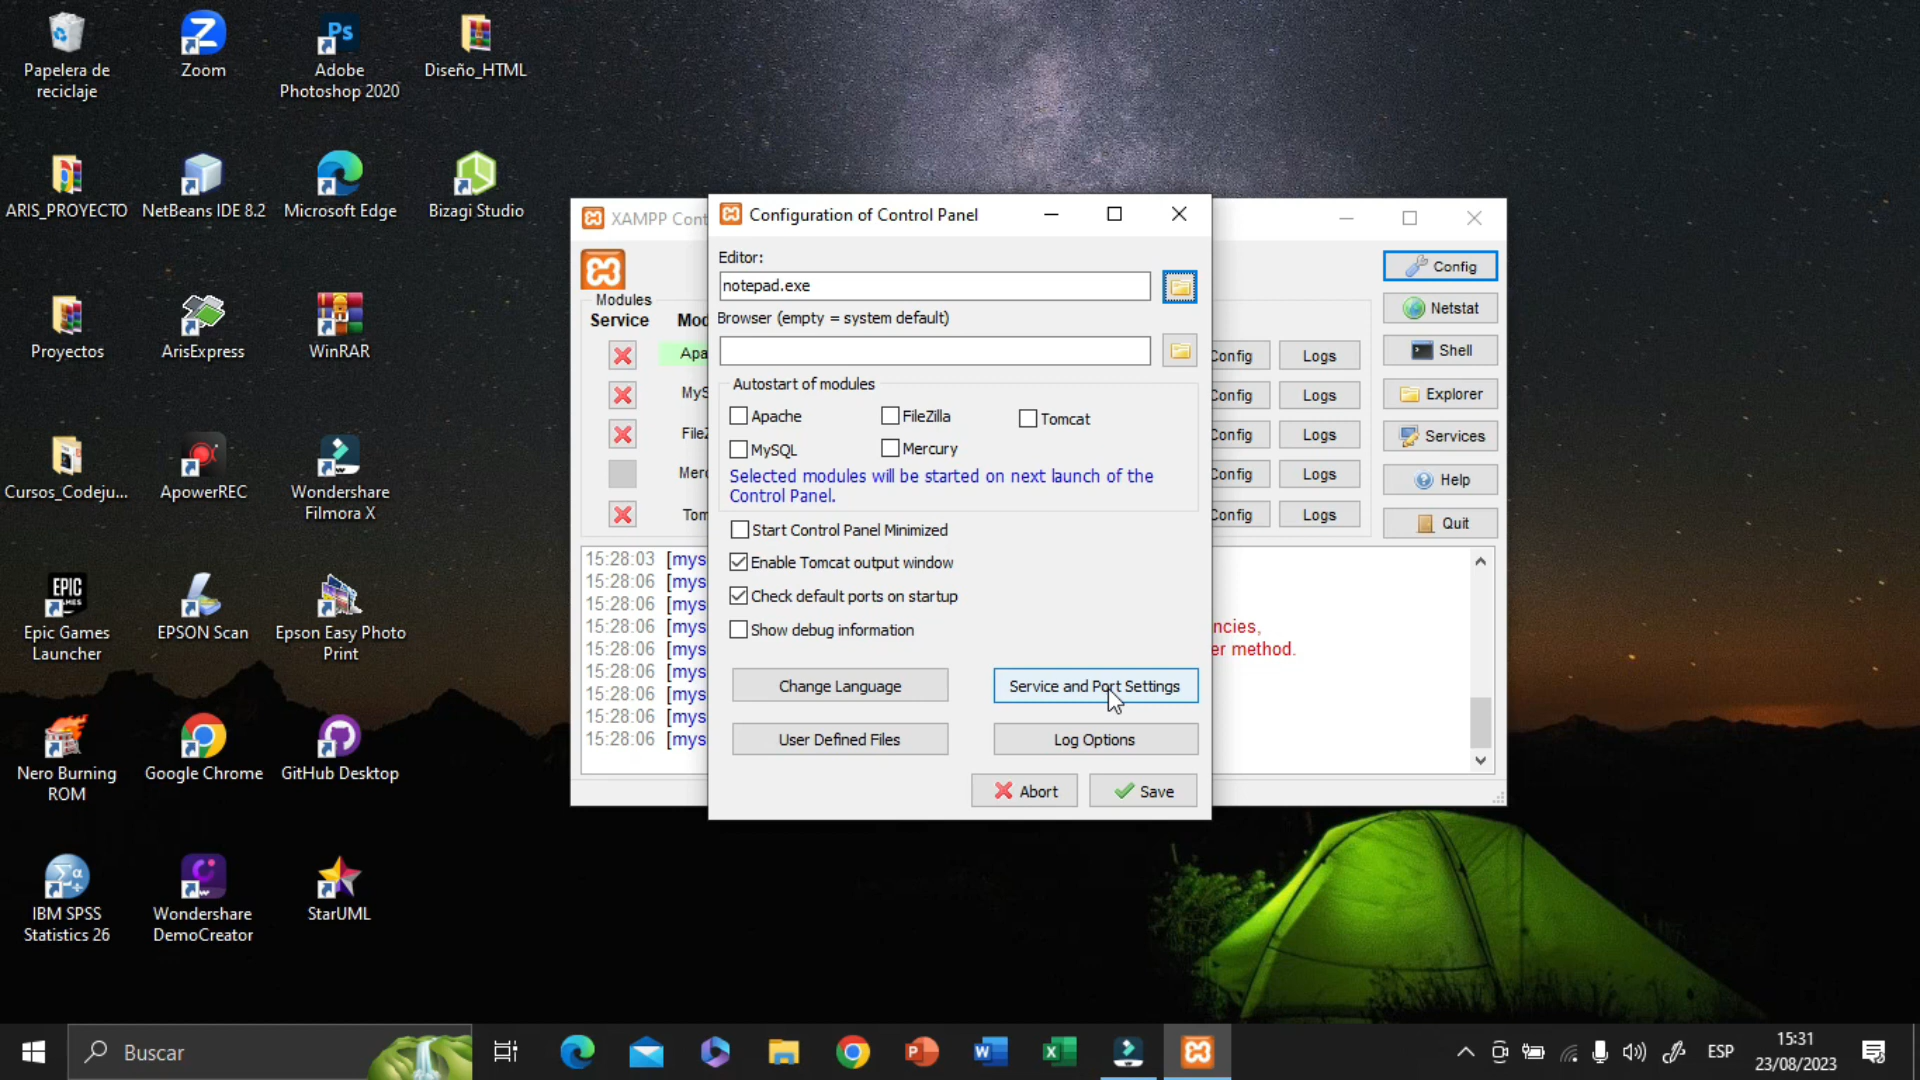 Papelera de
reciclaje
Zoom
Adobe
Photoshop 2020
Diseño_HTML
ARIS_PROYECTO
NetBeans IDE 8.2
Microsoft Edge
Bizagi Studio
Proyectos
ArisExpress
WinRAR
Cursos_Codeju...
ApowerREC
Wondershare
Filmora X
EPIC
GAMES
Epic Games
Launcher
EPSON Scan
Epson Easy Photo
Print
Nero Burning
ROM
Google Chrome
GitHub Desktop
IBM SPSS
Statistics 26
Wondershare
DemoCreator
StarUML
XAMPP Cont
Modules
Service
Mod
Apa
MyS
FileZ
Merc
Tom
Config
Logs
Config
Logs
Config
Logs
Config
Logs
Config
Logs
Config
Netstat
Shell
Explorer
Services
Help
Quit
15:28:03 [mys
15:28:06 [mys
15:28:06 [mys
15:28:06 [mys ncies,
15:28:06 [mys er method.
15:28:06 [mys
15:28:06 [mys
15:28:06 [mys
15:28:06 [mys
Configuration of Control Panel
Editor:
notepad.exe
Browser (empty = system default)
Autostart of modules
Apache
FileZilla
Tomcat
MySQL
Mercury
Selected modules will be started on next launch of the
Control Panel.
Start Control Panel Minimized
Enable Tomcat output window
Check default ports on startup
Show debug information
Change Language
Service and Port Settings
User Defined Files
Log Options
Abort
Save
Buscar
ESP
15:31
23/08/2023